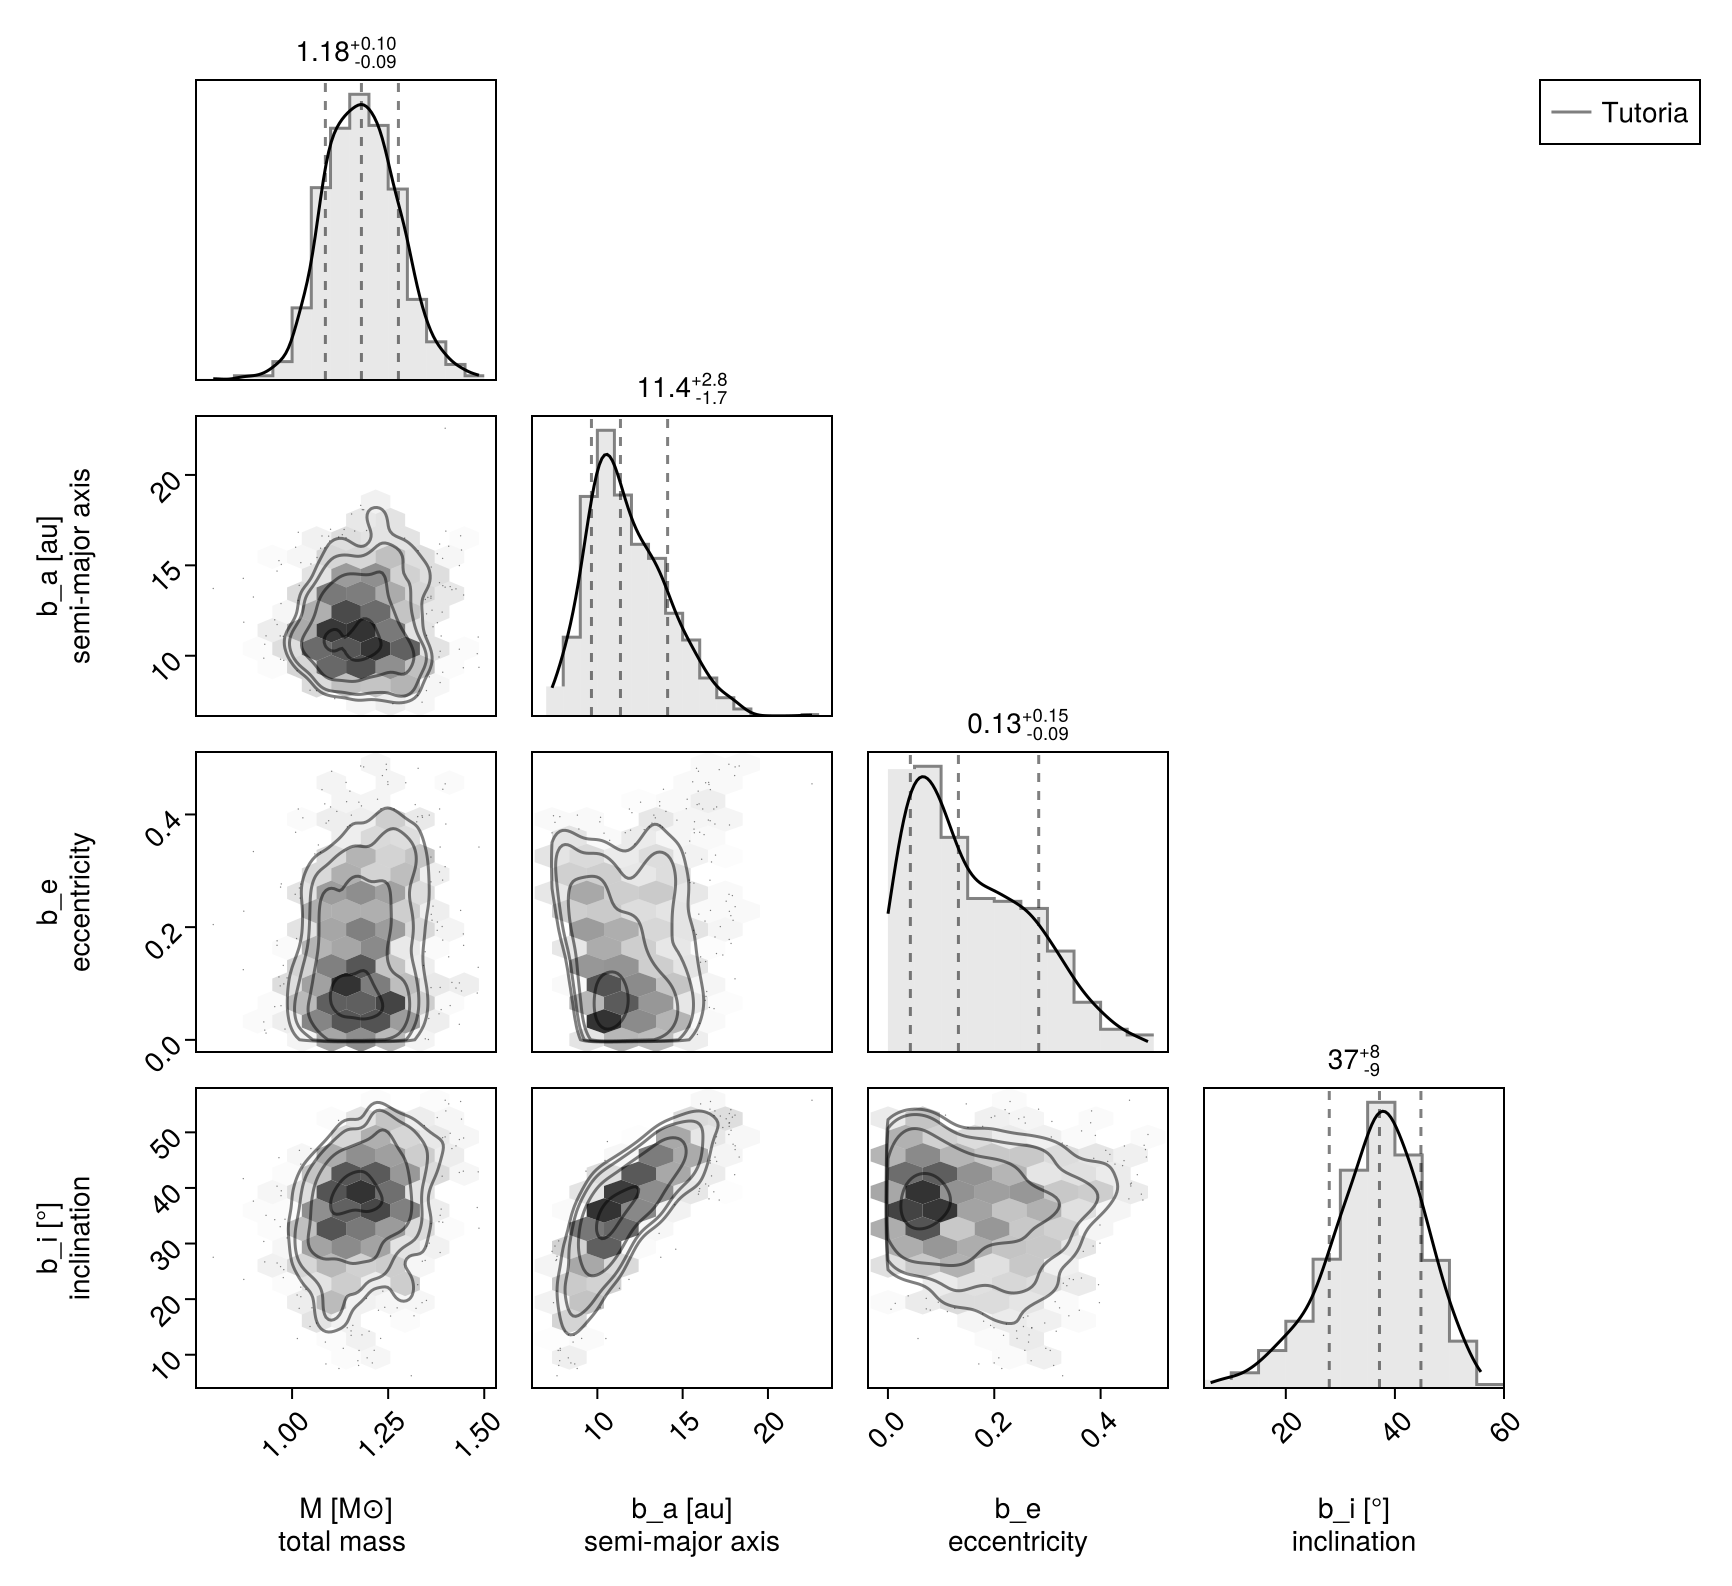 1.18+0.10-0.09
Tutoria
11.4+2.8-1.7
b_a [au]
semi-major axis
20
15
10
0.13+0.15-0.09
b_e
eccentricity
0.4
0.2
0.0
37+8-9
b_i [°]
inclination
50
40
30
20
10
1.00 1.25 1.50 10 15 20 0.0 0.2 0.4 20 40 60
M [M⊙] b_a [au] b_e b_i [°]
total mass semi-major axis eccentricity inclination